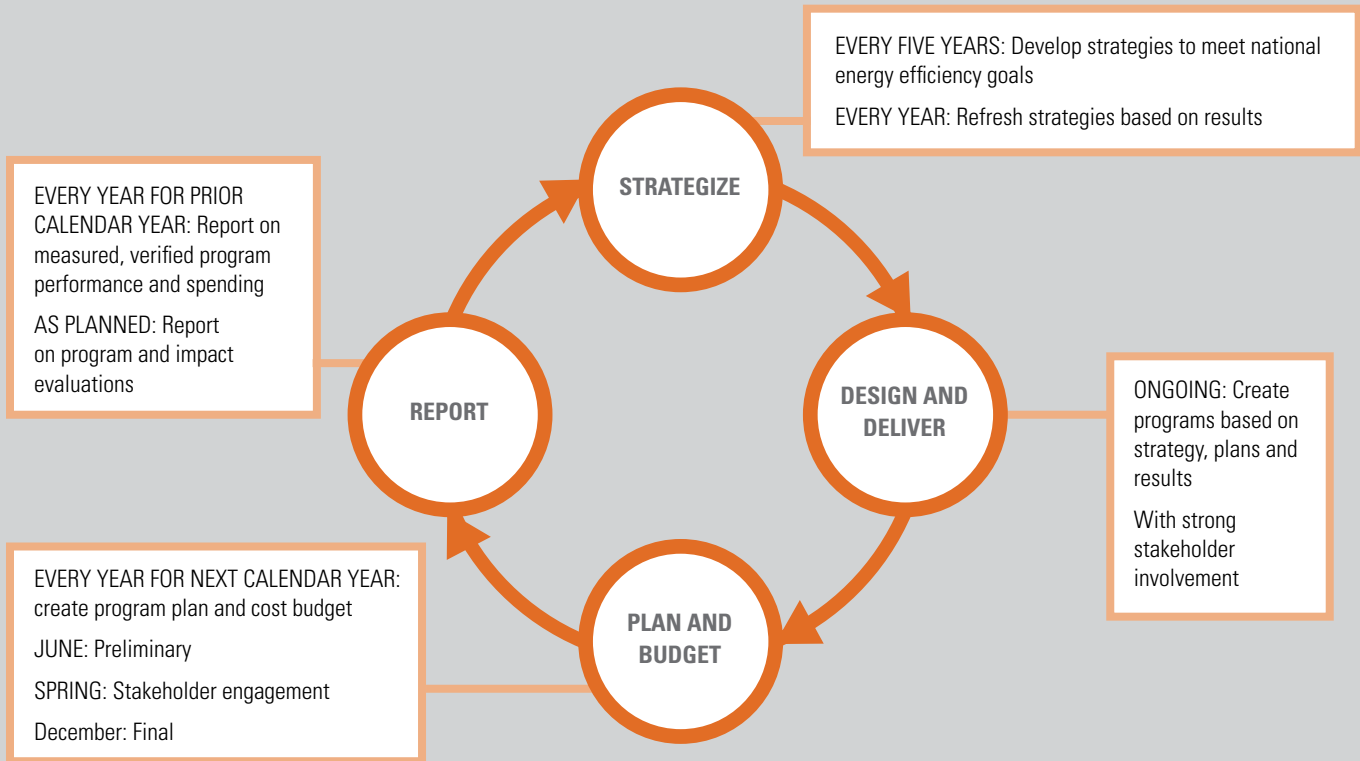 EVERY FIVE YEARS: Develop strategies to meet national
energy efficiency goals
EVERY YEAR: Refresh strategies based on results
STRATEGIZE
EVERY YEAR FOR PRIOR
CALENDAR YEAR: Report on
measured, verified program
performance and spending
AS PLANNED: Report
on program and impact
evaluations
REPORT
DESIGN AND
DELIVER
ONGOING: Create
programs based on
strategy, plans and
results
With strong
stakeholder
involvement
EVERY YEAR FOR NEXT CALENDAR YEAR:
create program plan and cost budget
JUNE: Preliminary
SPRING: Stakeholder engagement
December: Final
PLAN AND
BUDGET